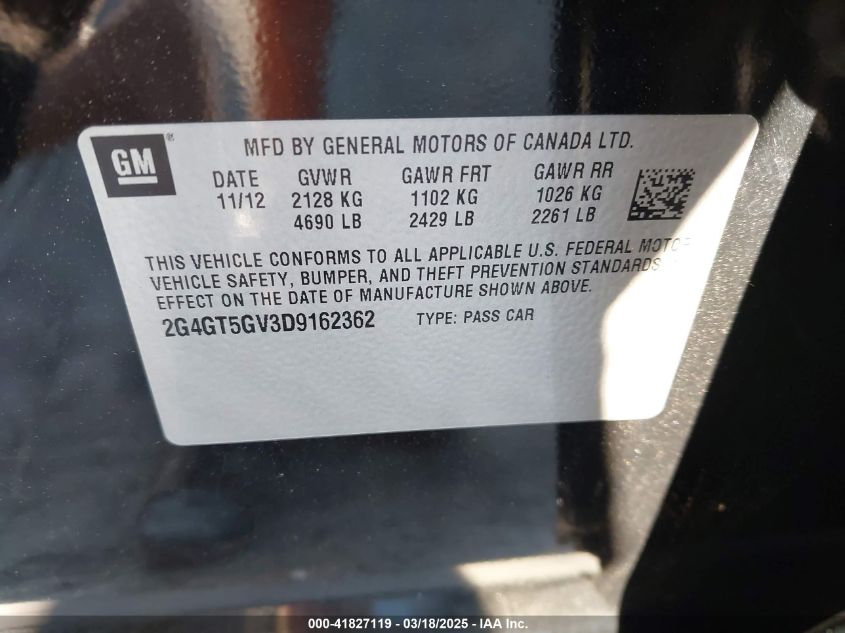 GM ®
MFD BY GENERAL MOTORS OF CANADA LTD.
DATE GVWR GAWR FRT GAWR RR
11/12 2128 KG 1102 KG 1026 KG
4690 LB 2429 LB 2261 LB
THIS VEHICLE CONFORMS TO ALL APPLICABLE U.S. FEDERAL MOTOR
VEHICLE SAFETY, BUMPER, AND THEFT PREVENTION STANDARDS
EFFECT ON THE DATE OF MANUFACTURE SHOWN ABOVE.
2G4GT5GV3D9162362 TYPE: PASS CAR
000-41827119 / 03/18/2025 - IAA Inc.